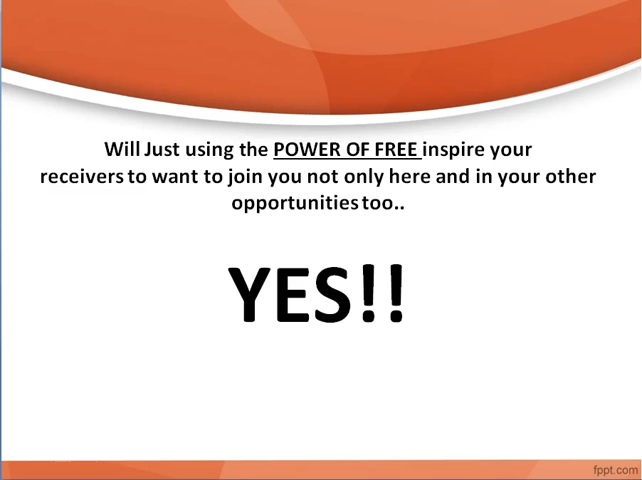 Will Just using the POWER OF FREE inspire your
receivers to want to join you not only here and in your other
opportunities too..
YES!!
fppt.com